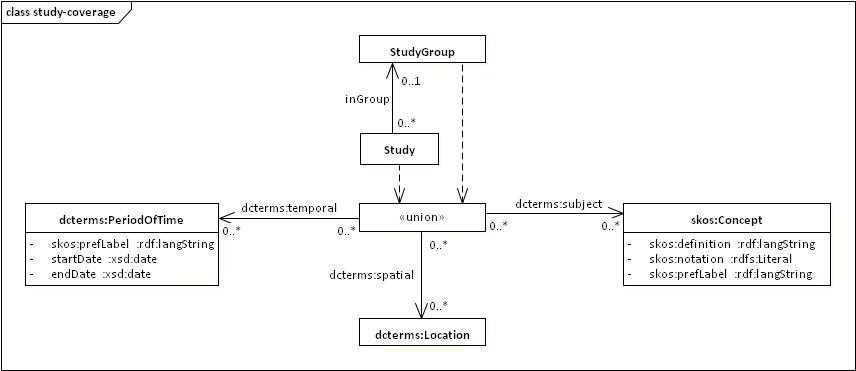 class study-coverage
StudyGroup
0..1
inGroup
0..*
Study
dcterms:PeriodOfTime
- skos:prefLabel :rdf:langString
- startDate :xsd:date
- endDate :xsd:date
dcterms:temporal
0..*
0..*
«union»
dcterms:subject
0..*
0..*
skos:Concept
- skos:definition :rdf:langString
- skos:notation :rdfs:Literal
- skos:prefLabel :rdf:langString
0..*
dcterms:spatial
0..*
dcterms:Location